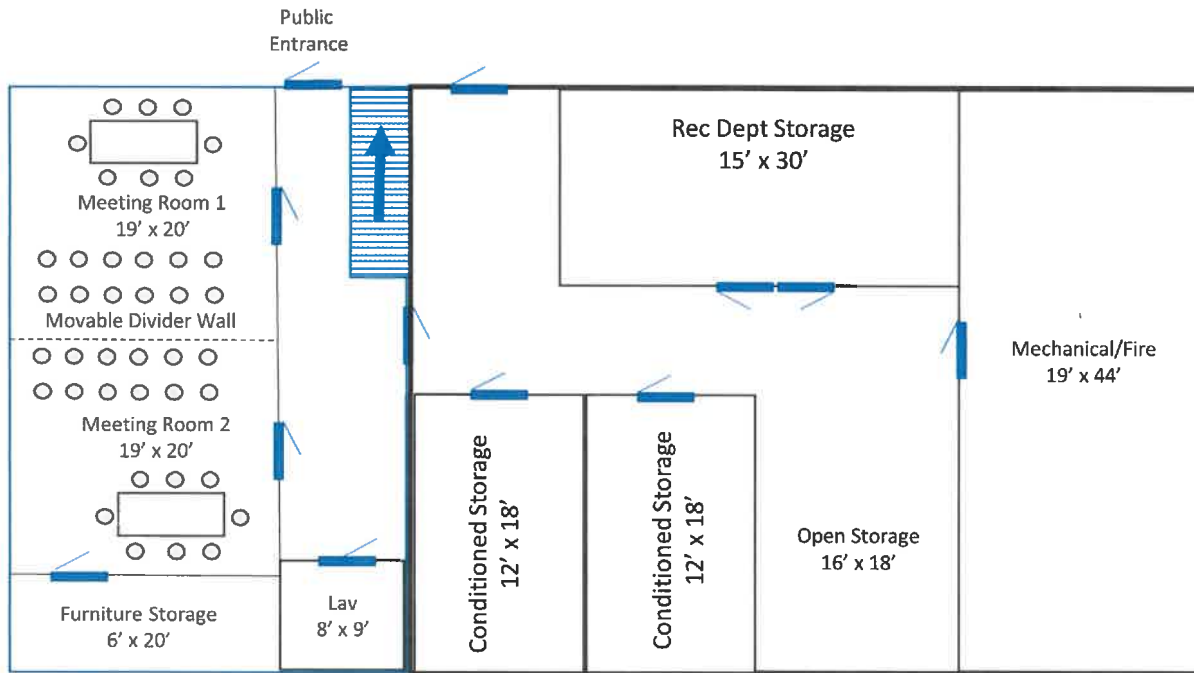 Public
Entrance
Rec Dept Storage
15’ x 30’
Meeting Room 1
19’ x 20’
Movable Divider Wall
Meeting Room 2
19’ x 20’
Furniture Storage
6’ x 20’
Lav
8’ x 9’
Conditioned Storage
12’ x 18’
Conditioned Storage
12’ x 18’
Open Storage
16’ x 18’
Mechanical/Fire
19’ x 44’